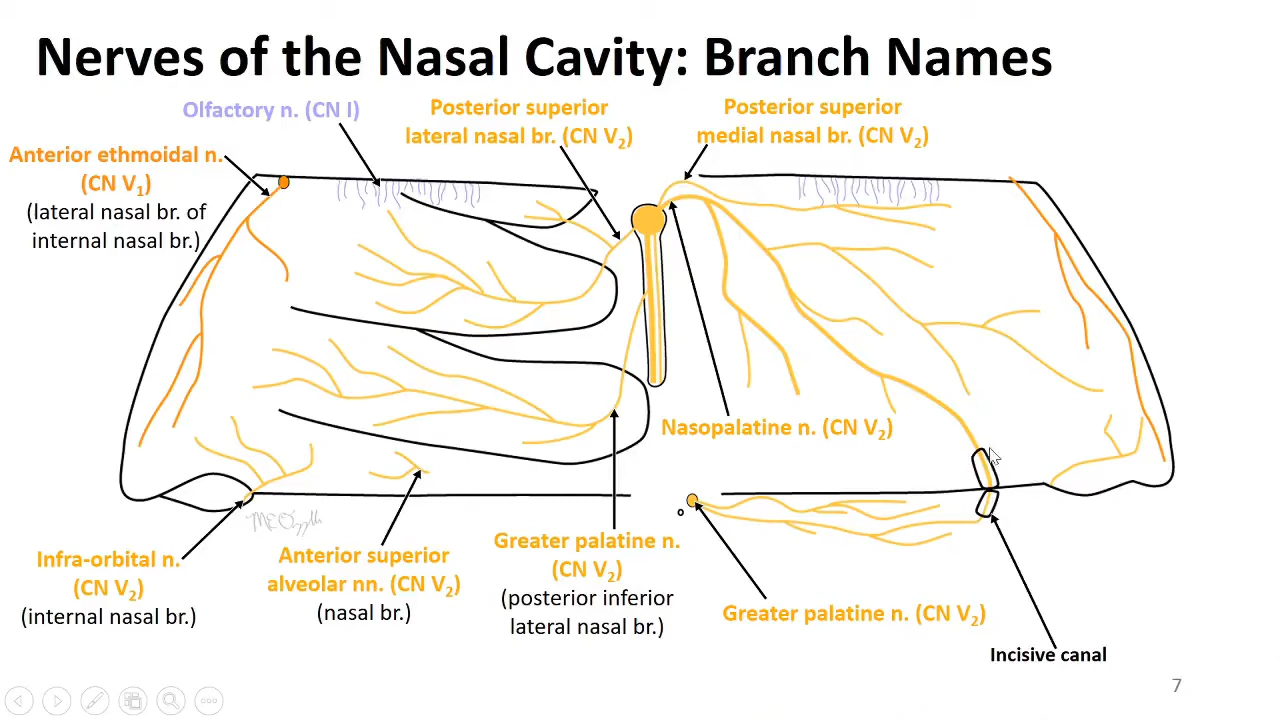 Nerves of the Nasal Cavity: Branch Names
Olfactory n. (CN I)
Posterior superior
lateral nasal br. (CN V₂)
Posterior superior
medial nasal br. (CN V₂)
Anterior ethmoidal n.
(CN V₁)
(lateral nasal br. of
internal nasal br.)
Nasopalatine n. (CN V₂)
Infra-orbital n.
(CN V₂)
(internal nasal br.)
Anterior superior
alveolar nn. (CN V₂)
(nasal br.)
Greater palatine n.
(CN V₂)
(posterior inferior
lateral nasal br.)
Greater palatine n. (CN V₂)
Incisive canal
7